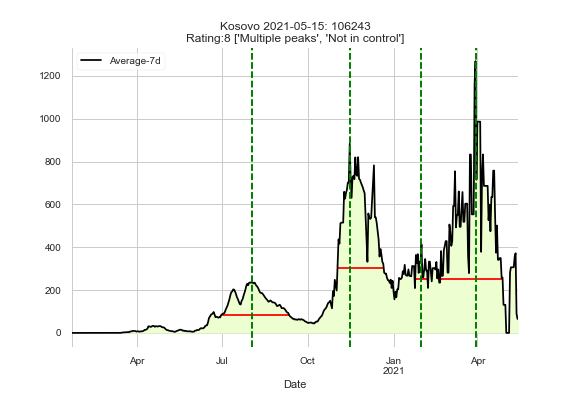 Kosovo 2021-05-15: 106243
Rating:8 ['Multiple peaks', 'Not in control']
Average-7d
1200
1000
800
600
400
200
0
Apr
Jul
Oct
Jan
2021
Apr
Date